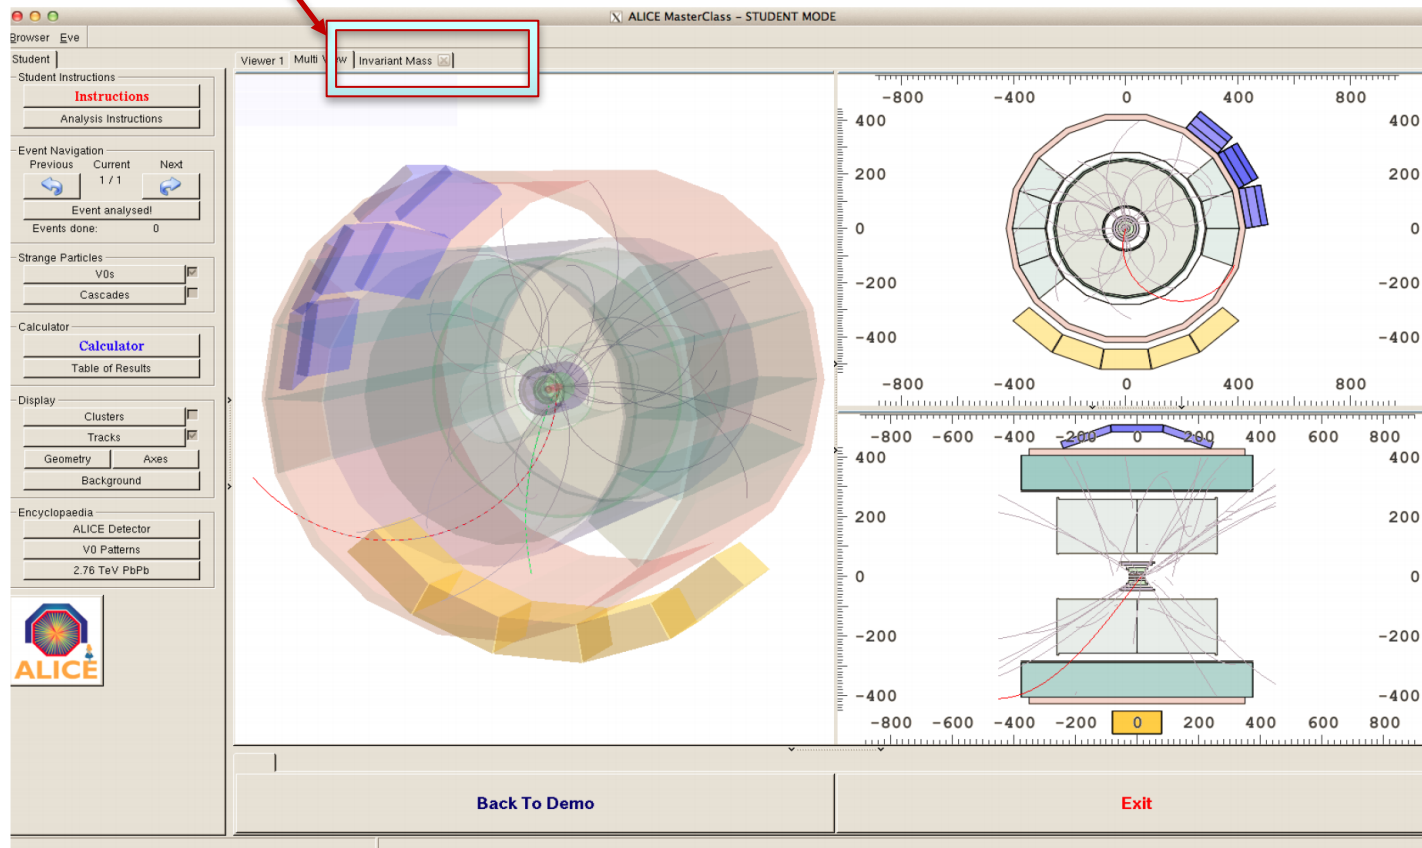 ALICE MasterClass – STUDENT MODE
Browser Eve
Student
Viewer 1 Multi View Invariant Mass
Student Instructions
Instructions
Analysis Instructions
Event Navigation
Previous Current Next
1 / 1
Event analysed!
Events done: 0
Strange Particles
V0s
Cascades
Calculator
Calculator
Table of Results
Display
Clusters
Tracks
Geometry Axes
Background
Encyclopaedia
ALICE Detector
V0 Patterns
2.76 TeV PbPb
ALICE
-800 -400 0 400 800
400 400
200 200
0 0
-200 -200
-400 -400
-800 -400 0 400 800
-800 -600 -400 -200 0 200 400 600 800
400 400
200 200
0 0
-200 -200
-400 -400
-800 -600 -400 -200 0 200 400 600 800
Back To Demo
Exit